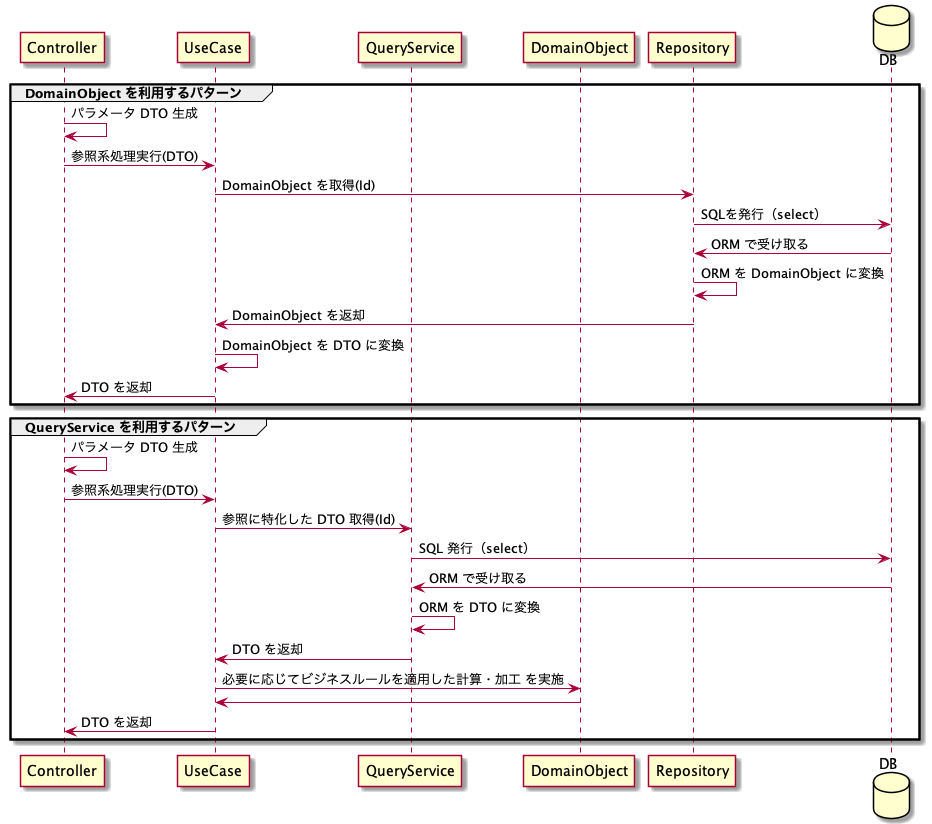 Controller
UseCase
QueryService
DomainObject
Repository
DB
DomainObject を利用するパターン
パラメータ DTO 生成
参照系処理実行(DTO)
DomainObject を取得(Id)
SQLを発行（select）
ORM で受け取る
ORM を DomainObject に変換
DomainObject を返却
DomainObject を DTO に変換
DTO を返却
QueryService を利用するパターン
パラメータ DTO 生成
参照系処理実行(DTO)
参照に特化した DTO 取得(Id)
SQL 発行（select）
ORM で受け取る
ORM を DTO に変換
DTO を返却
必要に応じてビジネスルールを適用した計算・加工 を実施
DTO を返却
Controller
UseCase
QueryService
DomainObject
Repository
DB